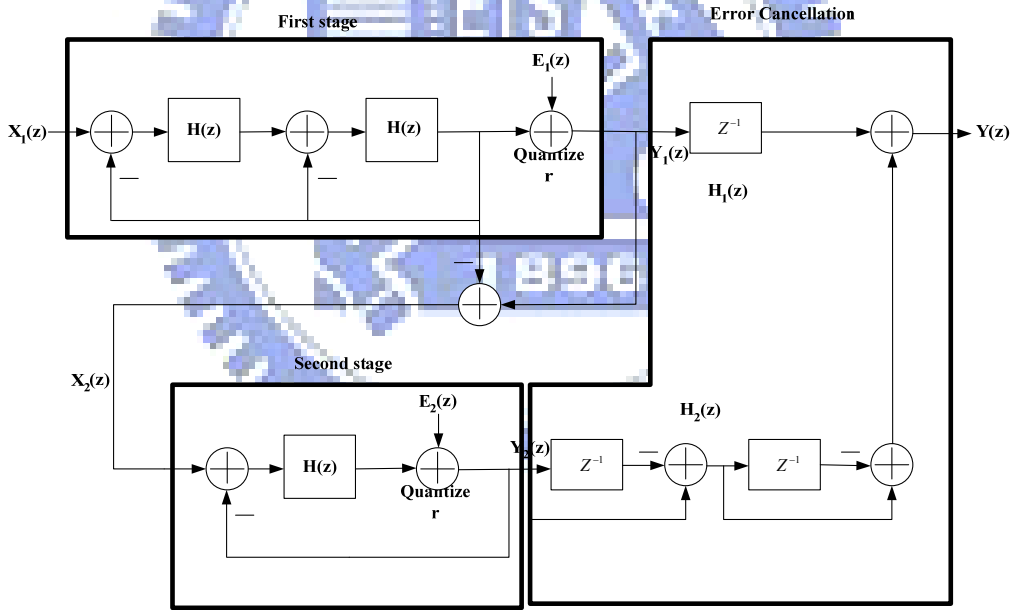 First stage
Error Cancellation
E1(z)
X1(z)
H(z)
H(z)
Z−1
Y(z)
Quantize
r
Y1(z)
H1(z)
1896
Second stage
X2(z)
E2(z)
H2(z)
Y2(z)
H(z)
Z−1
Z−1
Quantize
r